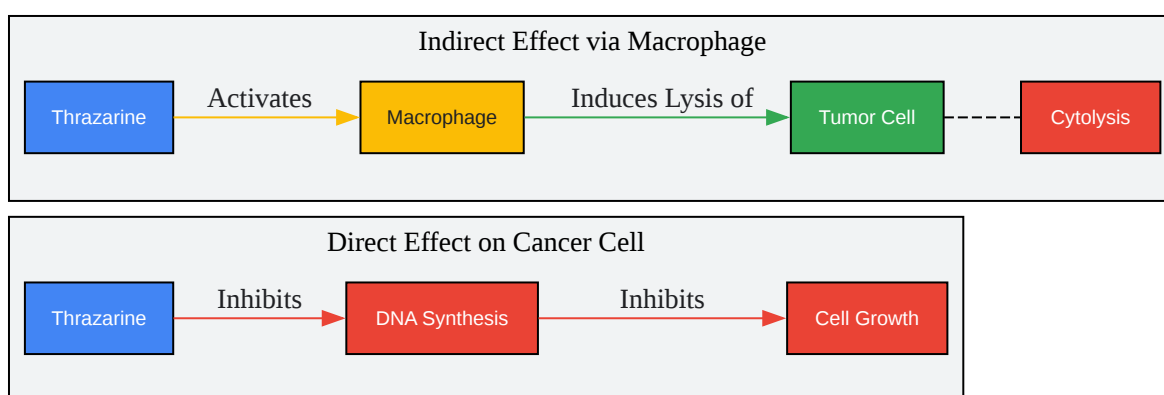 Indirect Effect via Macrophage
Thrazarine Activates Macrophage Induces Lysis of Tumor Cell Cytolysis
Direct Effect on Cancer Cell
Thrazarine Inhibits DNA Synthesis Inhibits Cell Growth